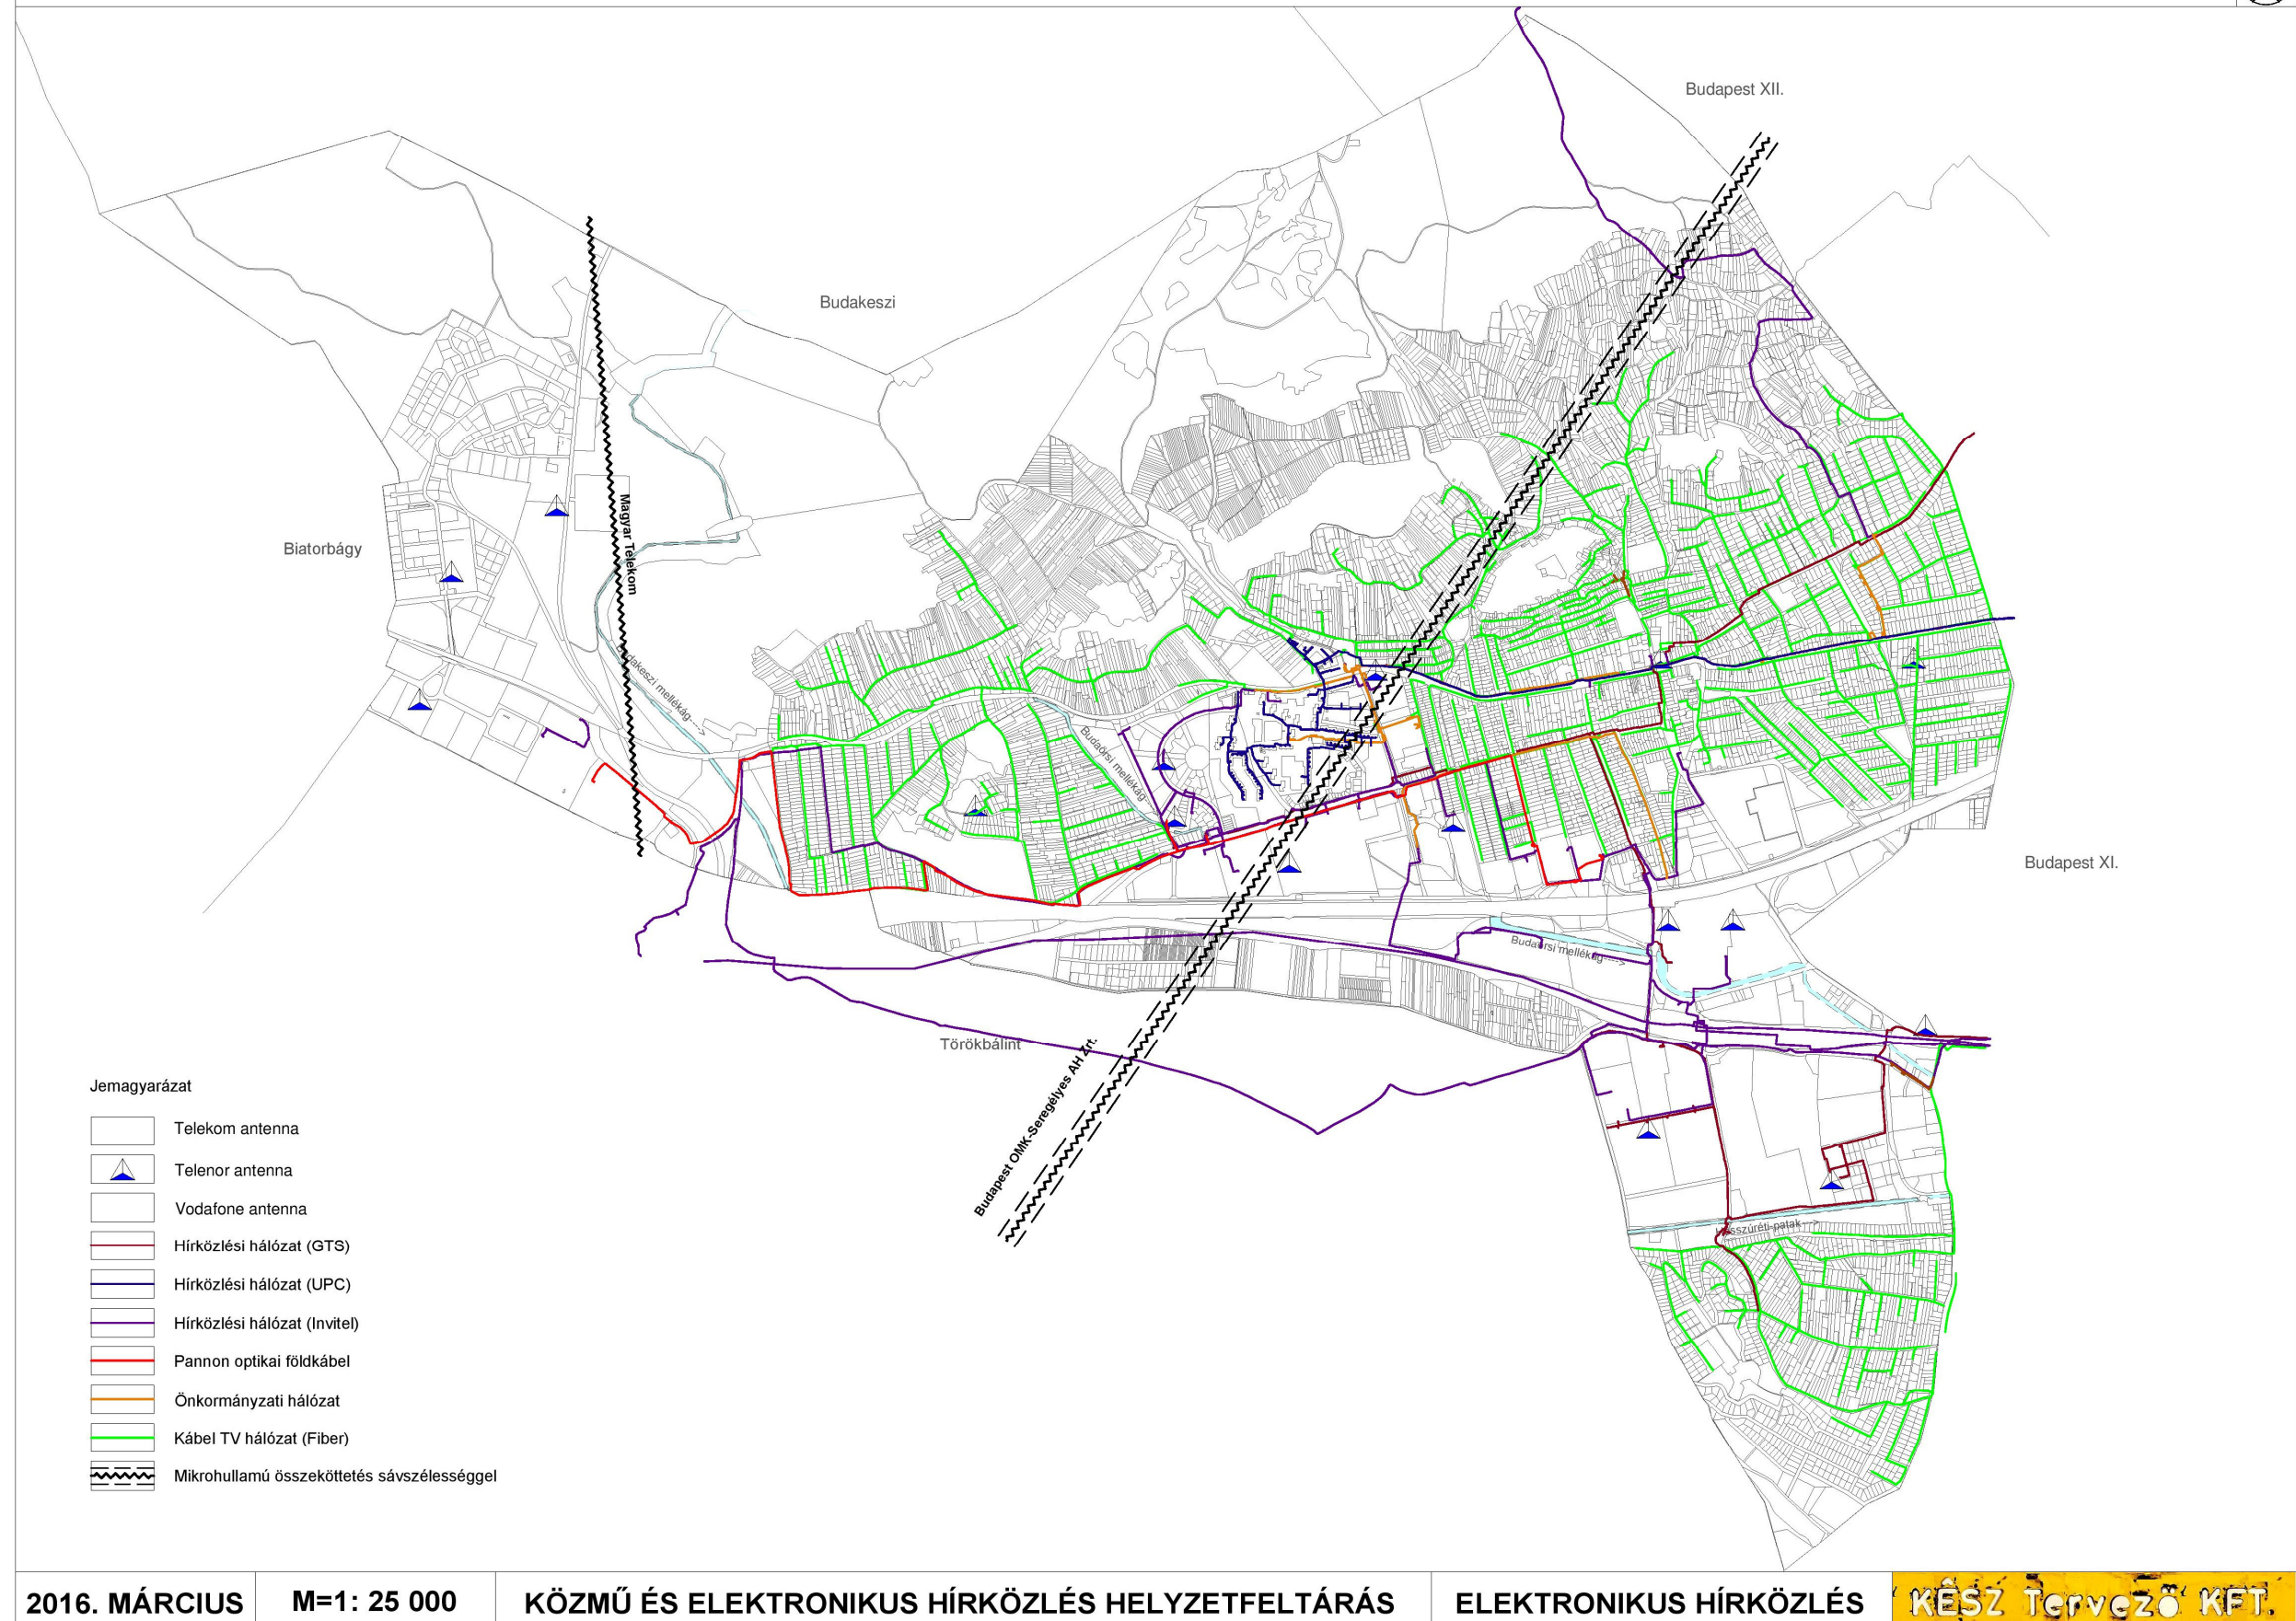 Budapest XII.
Budakeszi
Biatorbágy
Magyar Telekom
Budakeszi mellékág-->
Budaörsi mellékág
Budapest XI.
Budaörsi mellékág---->
Törökbálint
Budapest OMK-Seregélyes AH Zrt.
Hosszúréti-patak--->
Jemagyarázat
Telekom antenna
Telenor antenna
Vodafone antenna
Hírközlési hálózat (GTS)
Hírközlési hálózat (UPC)
Hírközlési hálózat (Invitel)
Pannon optikai földkábel
Önkormányzati hálózat
Kábel TV hálózat (Fiber)
Mikrohullamú összeköttetés sávszélességgel
2016. MÁRCIUS
M=1: 25 000
KÖZMŰ ÉS ELEKTRONIKUS HÍRKÖZLÉS HELYZETFELTÁRÁS
ELEKTRONIKUS HÍRKÖZLÉS
KÉSZ Tervező KFT.